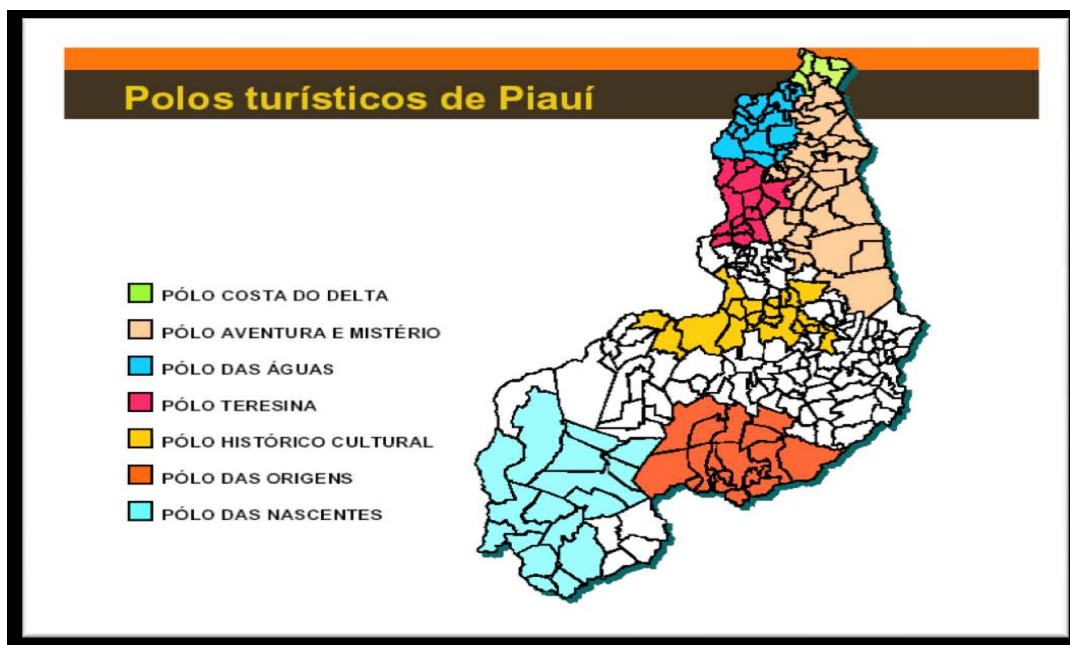 Polos turísticos de Piauí
PÓLO COSTA DO DELTA
PÓLO AVENTURA E MISTÉRIO
PÓLO DAS ÁGUAS
PÓLO TERESINA
PÓLO HISTÓRICO CULTURAL
PÓLO DAS ORIGENS
PÓLO DAS NASCENTES